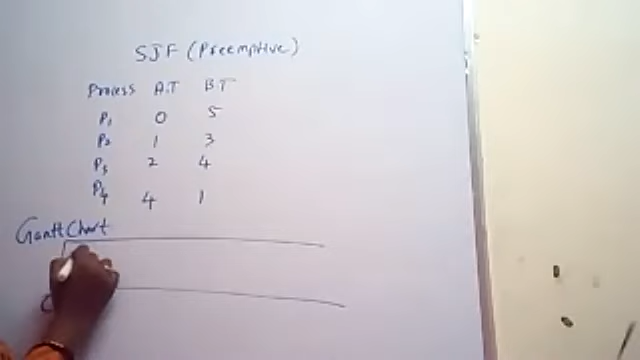 SJF (Preemptive)
Process A.T B T
P1 0 5
P2 1 3
P3 2 4
P4 4 1
Gantt Chart